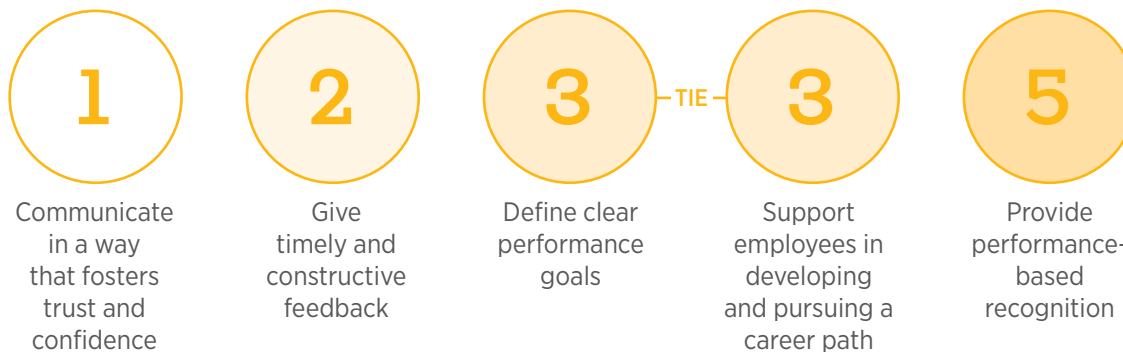 1
Communicate
in a way
that fosters
trust and
confidence
2
Give
timely and
constructive
feedback
3
Define clear
performance
goals
TIE
3
Support
employees in
developing
and pursuing a
career path
5
Provide
performance-
based
recognition